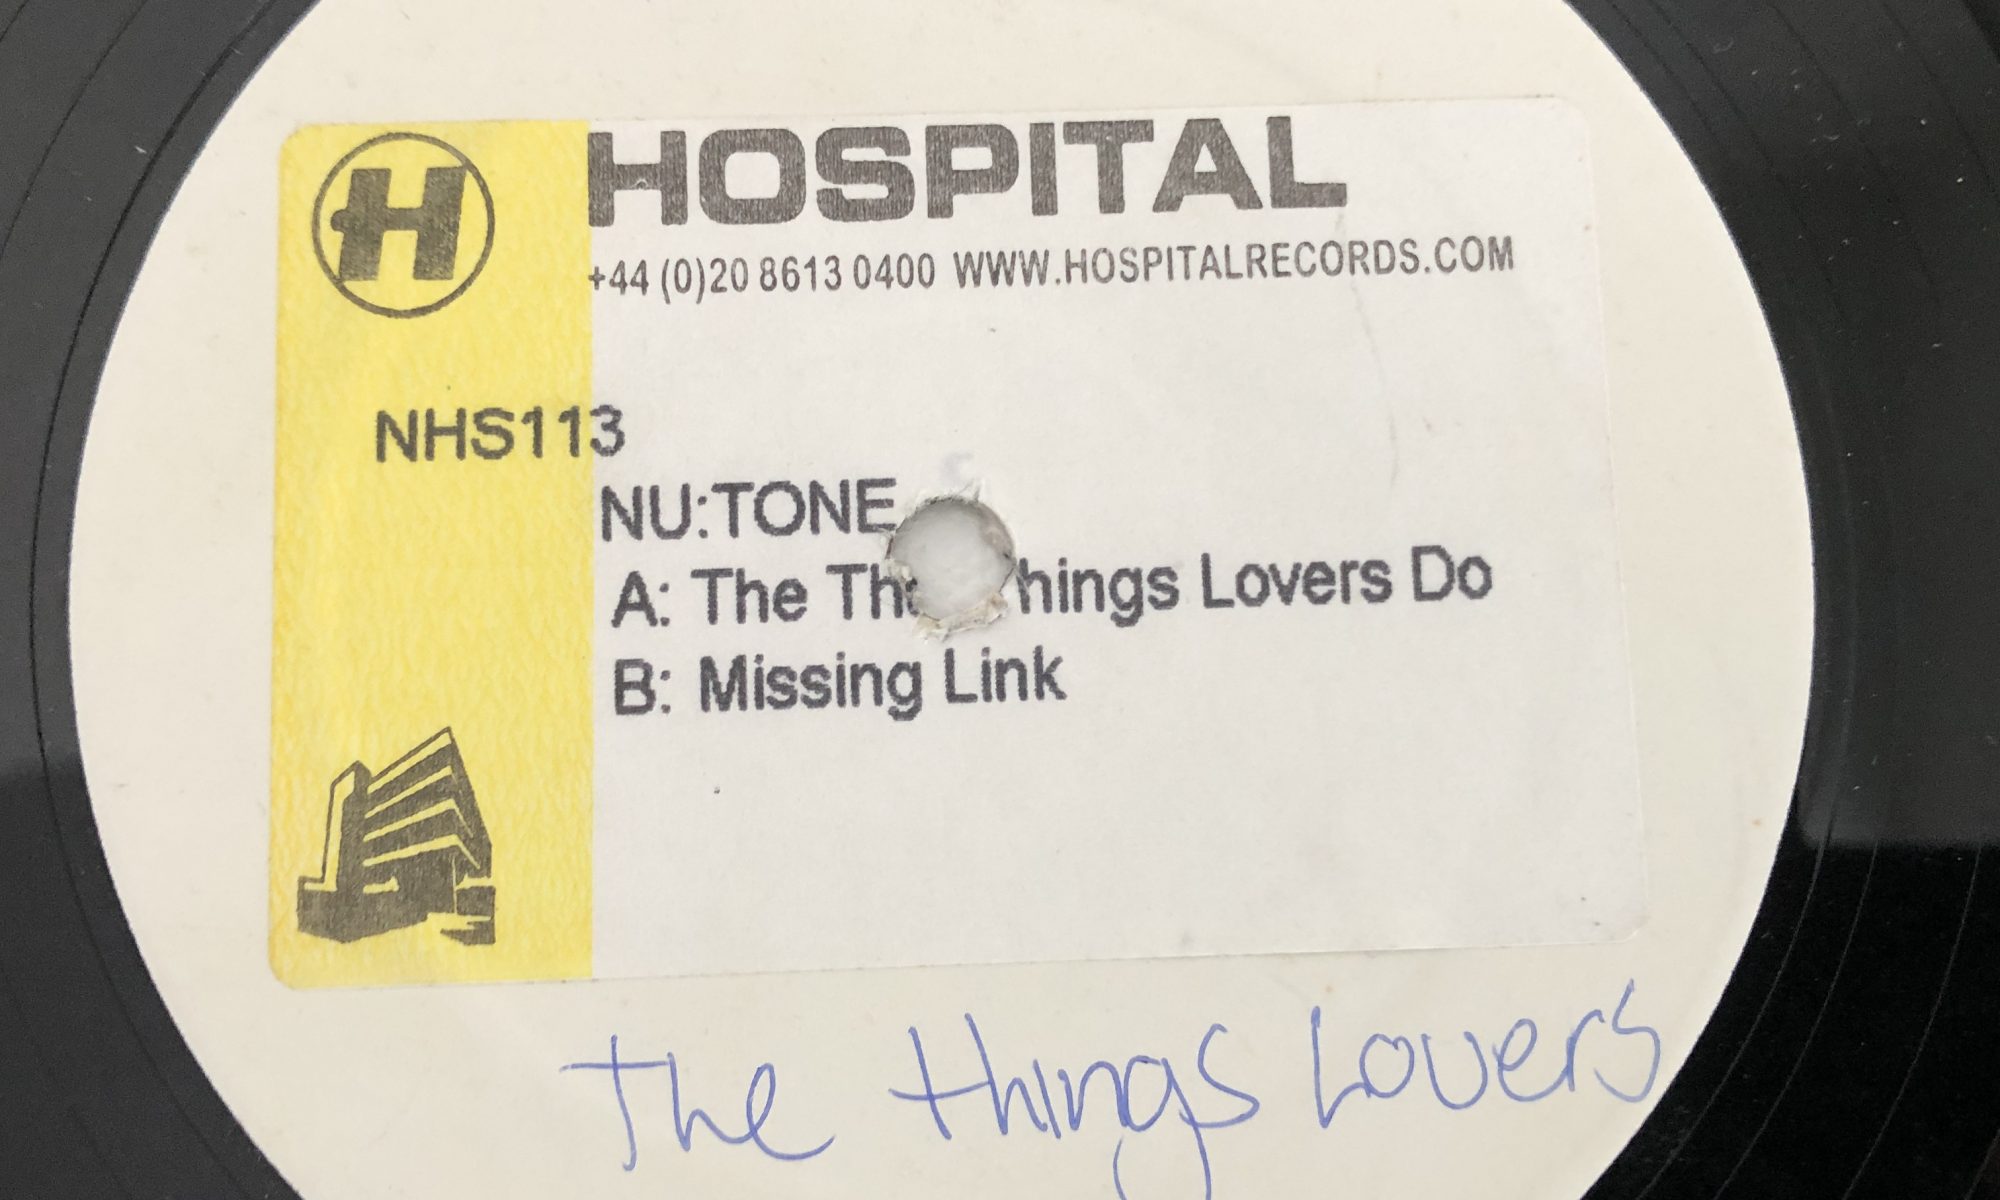 H HOSPITAL
+44 (0)20 8613 0400 WWW.HOSPITALRECORDS.COM
NHS113
NU:TONE
A: The Th hings Lovers Do
B: Missing Link
The things Lovers